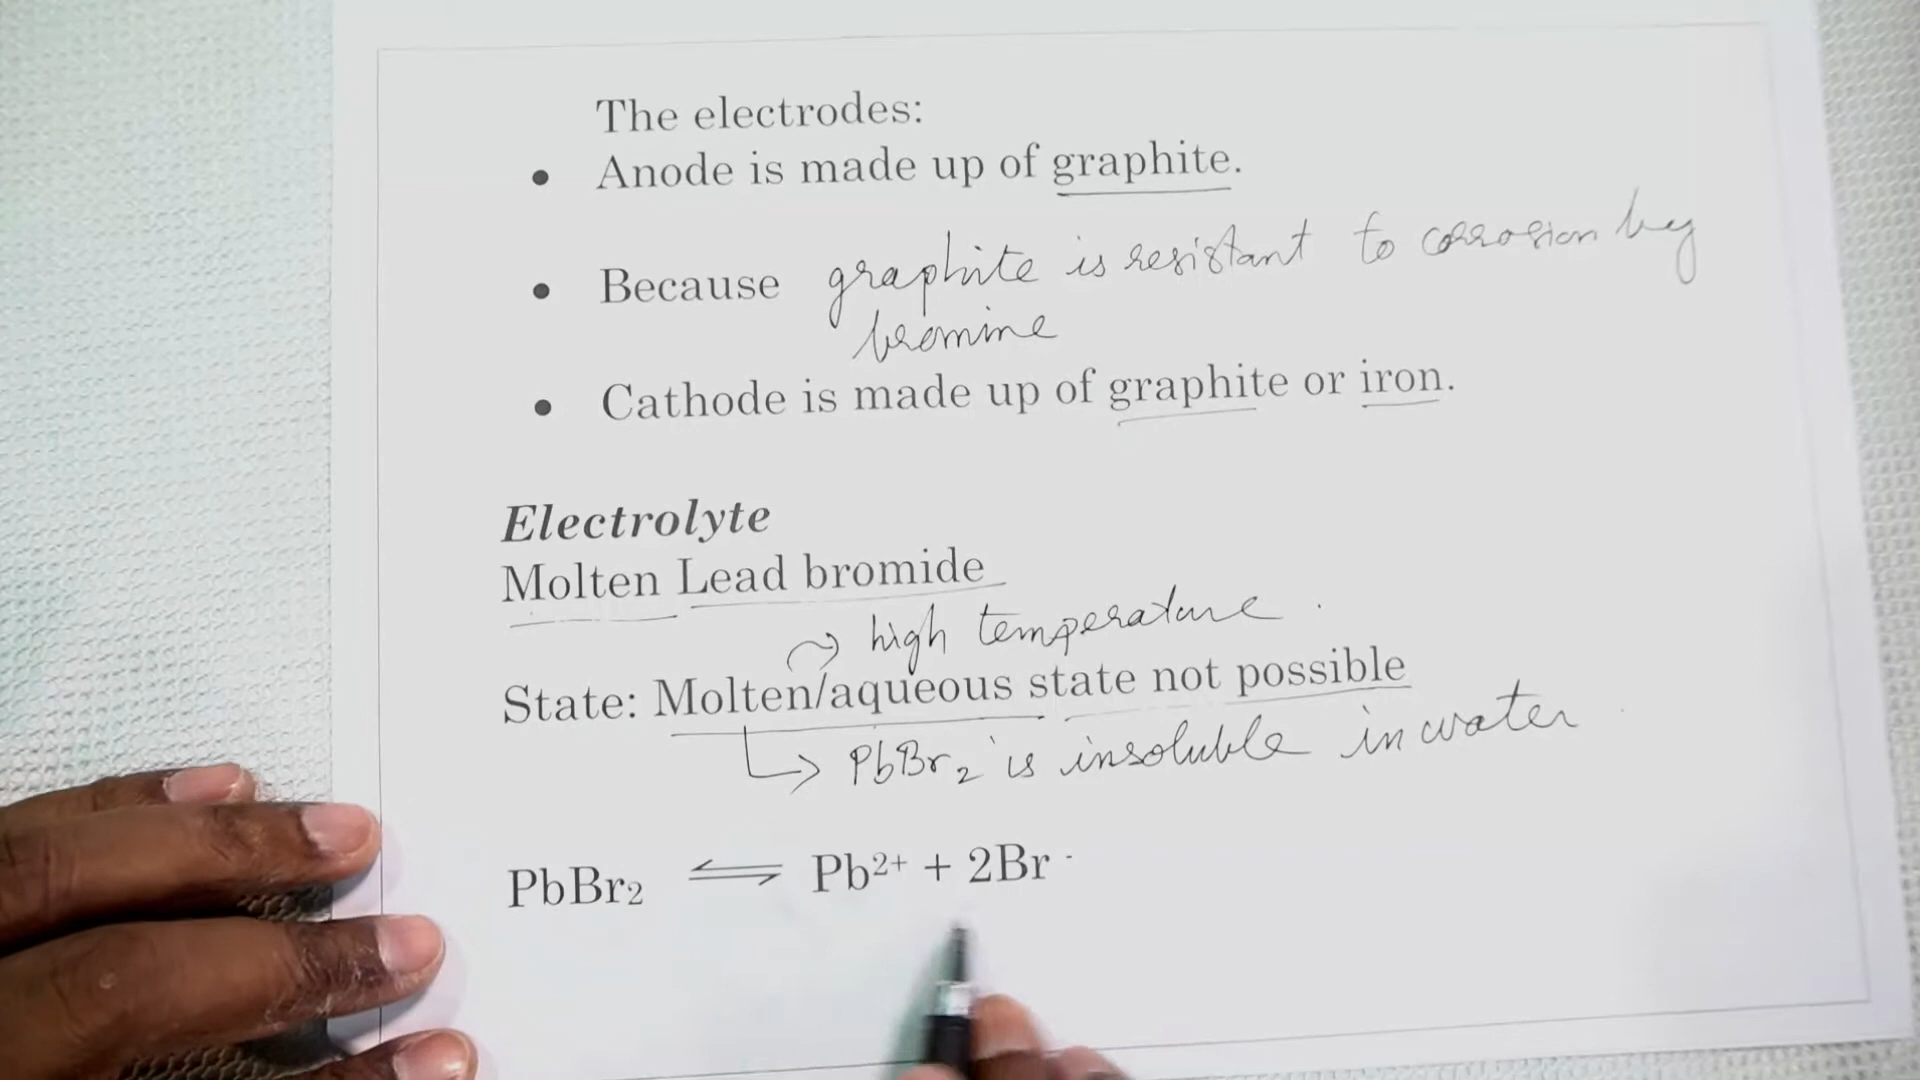 The electrodes:
• Anode is made up of graphite.
• Because graphite is resistant to corrosion by
bromine
• Cathode is made up of graphite or iron.
Electrolyte
Molten Lead bromide
→ high temperature.
State: Molten/aqueous state not possible
↳ PbBr₂ is insoluble in water
PbBr₂ ⇌ Pb²⁺ + 2Br⁻